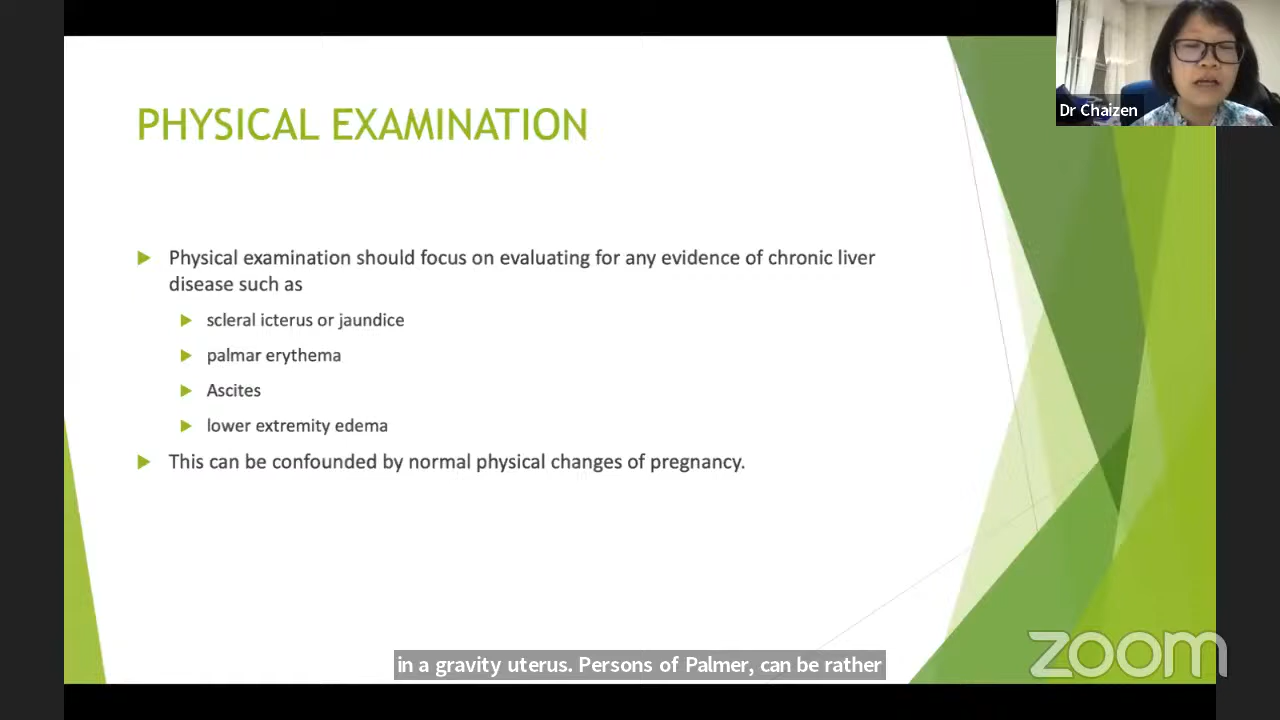 Dr Chaizen
PHYSICAL EXAMINATION
Physical examination should focus on evaluating for any evidence of chronic liver
disease such as
scleral icterus or jaundice
palmar erythema
Ascites
lower extremity edema
This can be confounded by normal physical changes of pregnancy.
in a gravity uterus. Persons of Palmer, can be rather
zoom